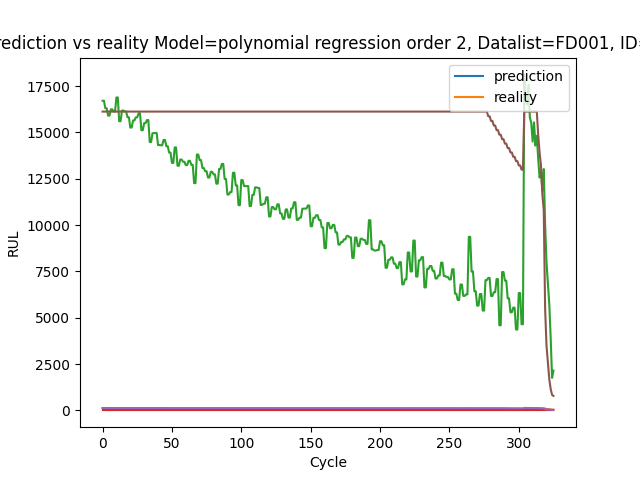 rediction vs reality Model=polynomial regression order 2, Datalist=FD001, ID=
prediction
reality
17500
15000
12500
10000
7500
5000
2500
0
RUL
0 50 100 150 200 250 300
Cycle